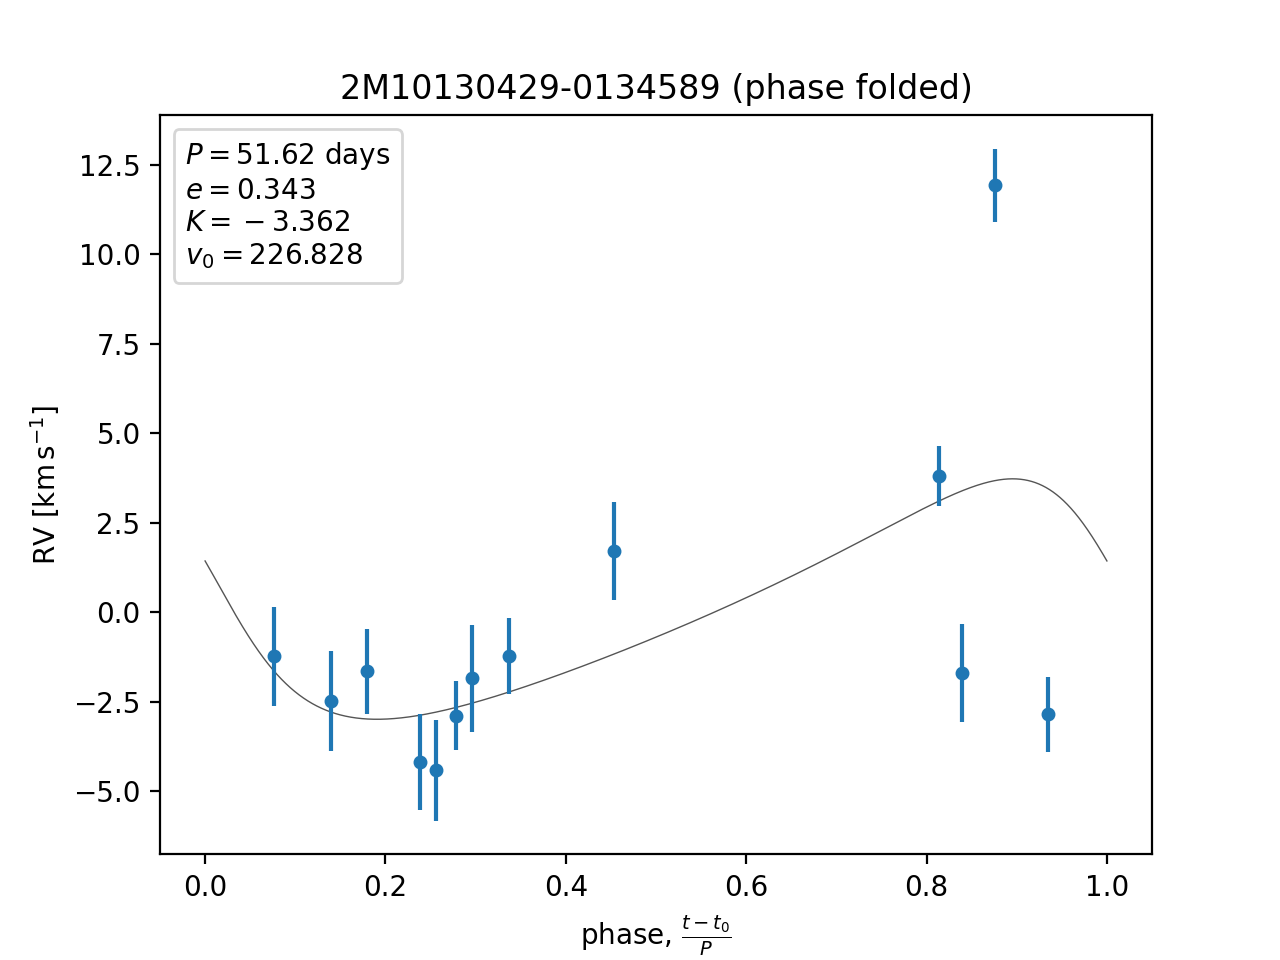 2M10130429-0134589 (phase folded)
P = 51.62 days
e = 0.343
K = −3.362
v₀ = 226.828
12.5
10.0
7.5
5.0
2.5
0.0
−2.5
−5.0
RV [km s⁻¹]
0.0 0.2 0.4 0.6 0.8 1.0
phase, (t − t₀)/P